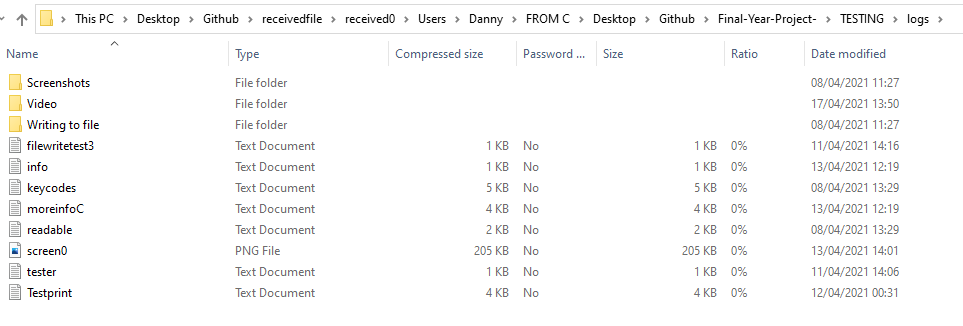 This PC > Desktop > Github > receivedfile > received0 > Users > Danny > FROM C > Desktop > Github > Final-Year-Project- > TESTING > logs >
Name Type Compressed size Password ... Size Ratio Date modified
Screenshots File folder 08/04/2021 11:27
Video File folder 17/04/2021 13:50
Writing to file File folder 08/04/2021 11:27
filewritetest3 Text Document 1 KB No 1 KB 0% 11/04/2021 14:16
info Text Document 1 KB No 1 KB 0% 13/04/2021 12:19
keycodes Text Document 5 KB No 5 KB 0% 08/04/2021 13:29
moreinfoC Text Document 4 KB No 4 KB 0% 13/04/2021 12:19
readable Text Document 2 KB No 2 KB 0% 08/04/2021 13:29
screen0 PNG File 205 KB No 205 KB 0% 13/04/2021 14:01
tester Text Document 1 KB No 1 KB 0% 11/04/2021 14:06
Testprint Text Document 4 KB No 4 KB 0% 12/04/2021 00:31